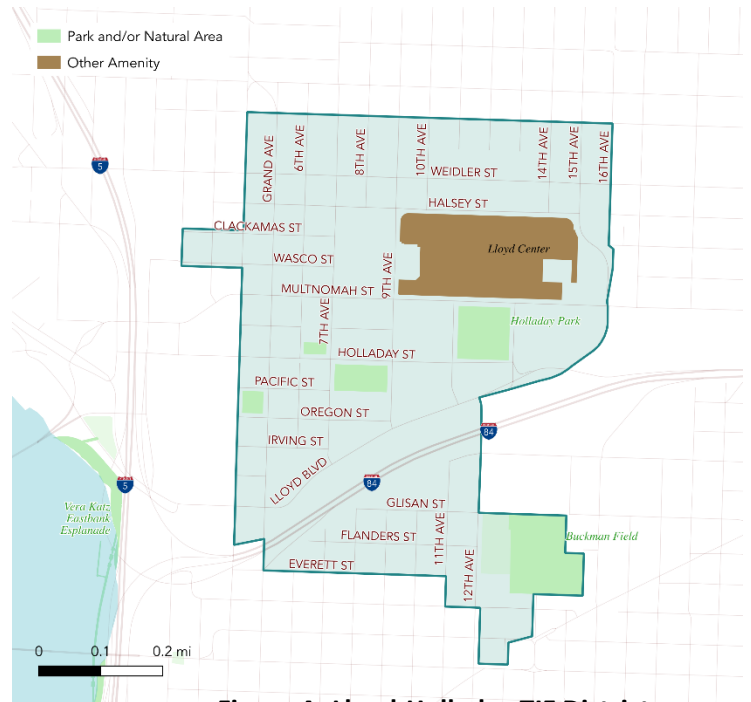 Park and/or Natural Area
Other Amenity
5
GRAND AVE
6TH AVE
8TH AVE
10TH AVE
14TH AVE
15TH AVE
16TH AVE
WEIDLER ST
HALSEY ST
CLACKAMAS ST
Lloyd Center
WASCO ST
9TH AVE
MULTNOMAH ST
7TH AVE
Holladay Park
HOLLADAY ST
PACIFIC ST
OREGON ST
IRVING ST
84
LLOYD BLVD
84
5
Vera Katz
Eastbank
Esplanade
GLISAN ST
11TH AVE
FLANDERS ST
Buckman Field
12TH AVE
EVERETT ST
0 0.1 0.2 mi